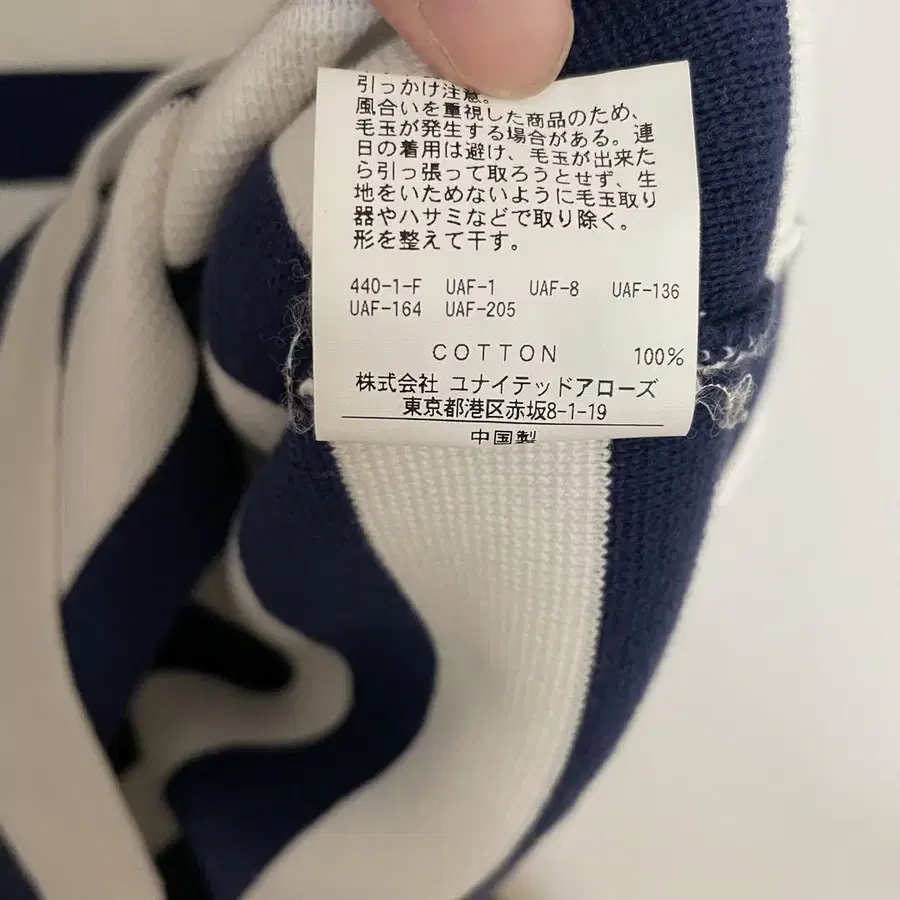 引っかけ注意。
風合いを重視した商品のため、
毛玉が発生する場合がある。連
日の着用は避け、毛玉が出来た
ら引っ張って取ろうとせず、生
地をいためないように毛玉取り
器やハサミなどで取り除く。
形を整えて干す。
440-1-F UAF-1 UAF-8 UAF-136
UAF-164 UAF-205
COTTON 100%
株式会社 ユナイテッドアローズ
東京都港区赤坂8-1-19
中国製